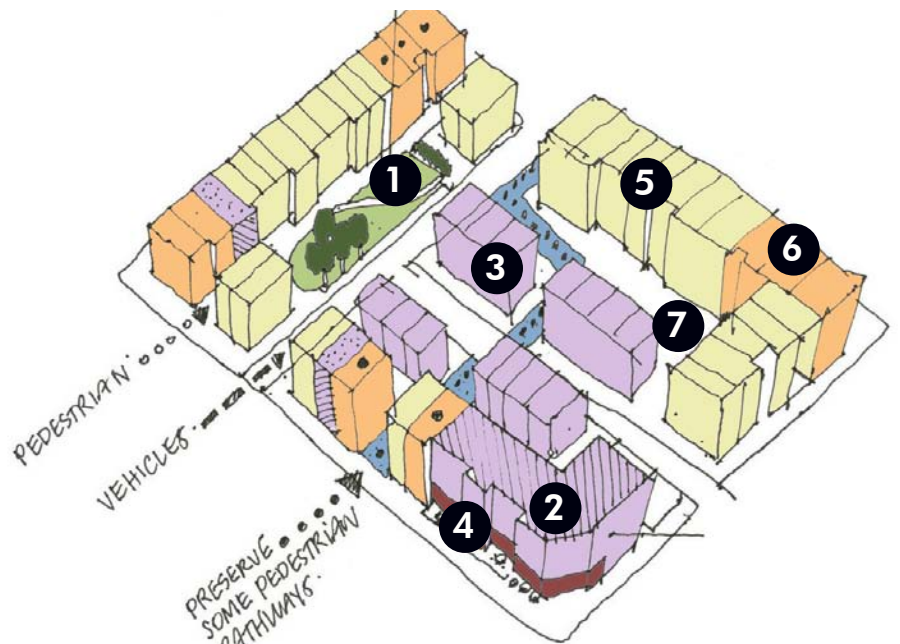 1
5
6
3
7
2
4
PEDESTRIAN
VEHICLES
PRESERVE
SOME PEDESTRIAN
PATHWAYS.